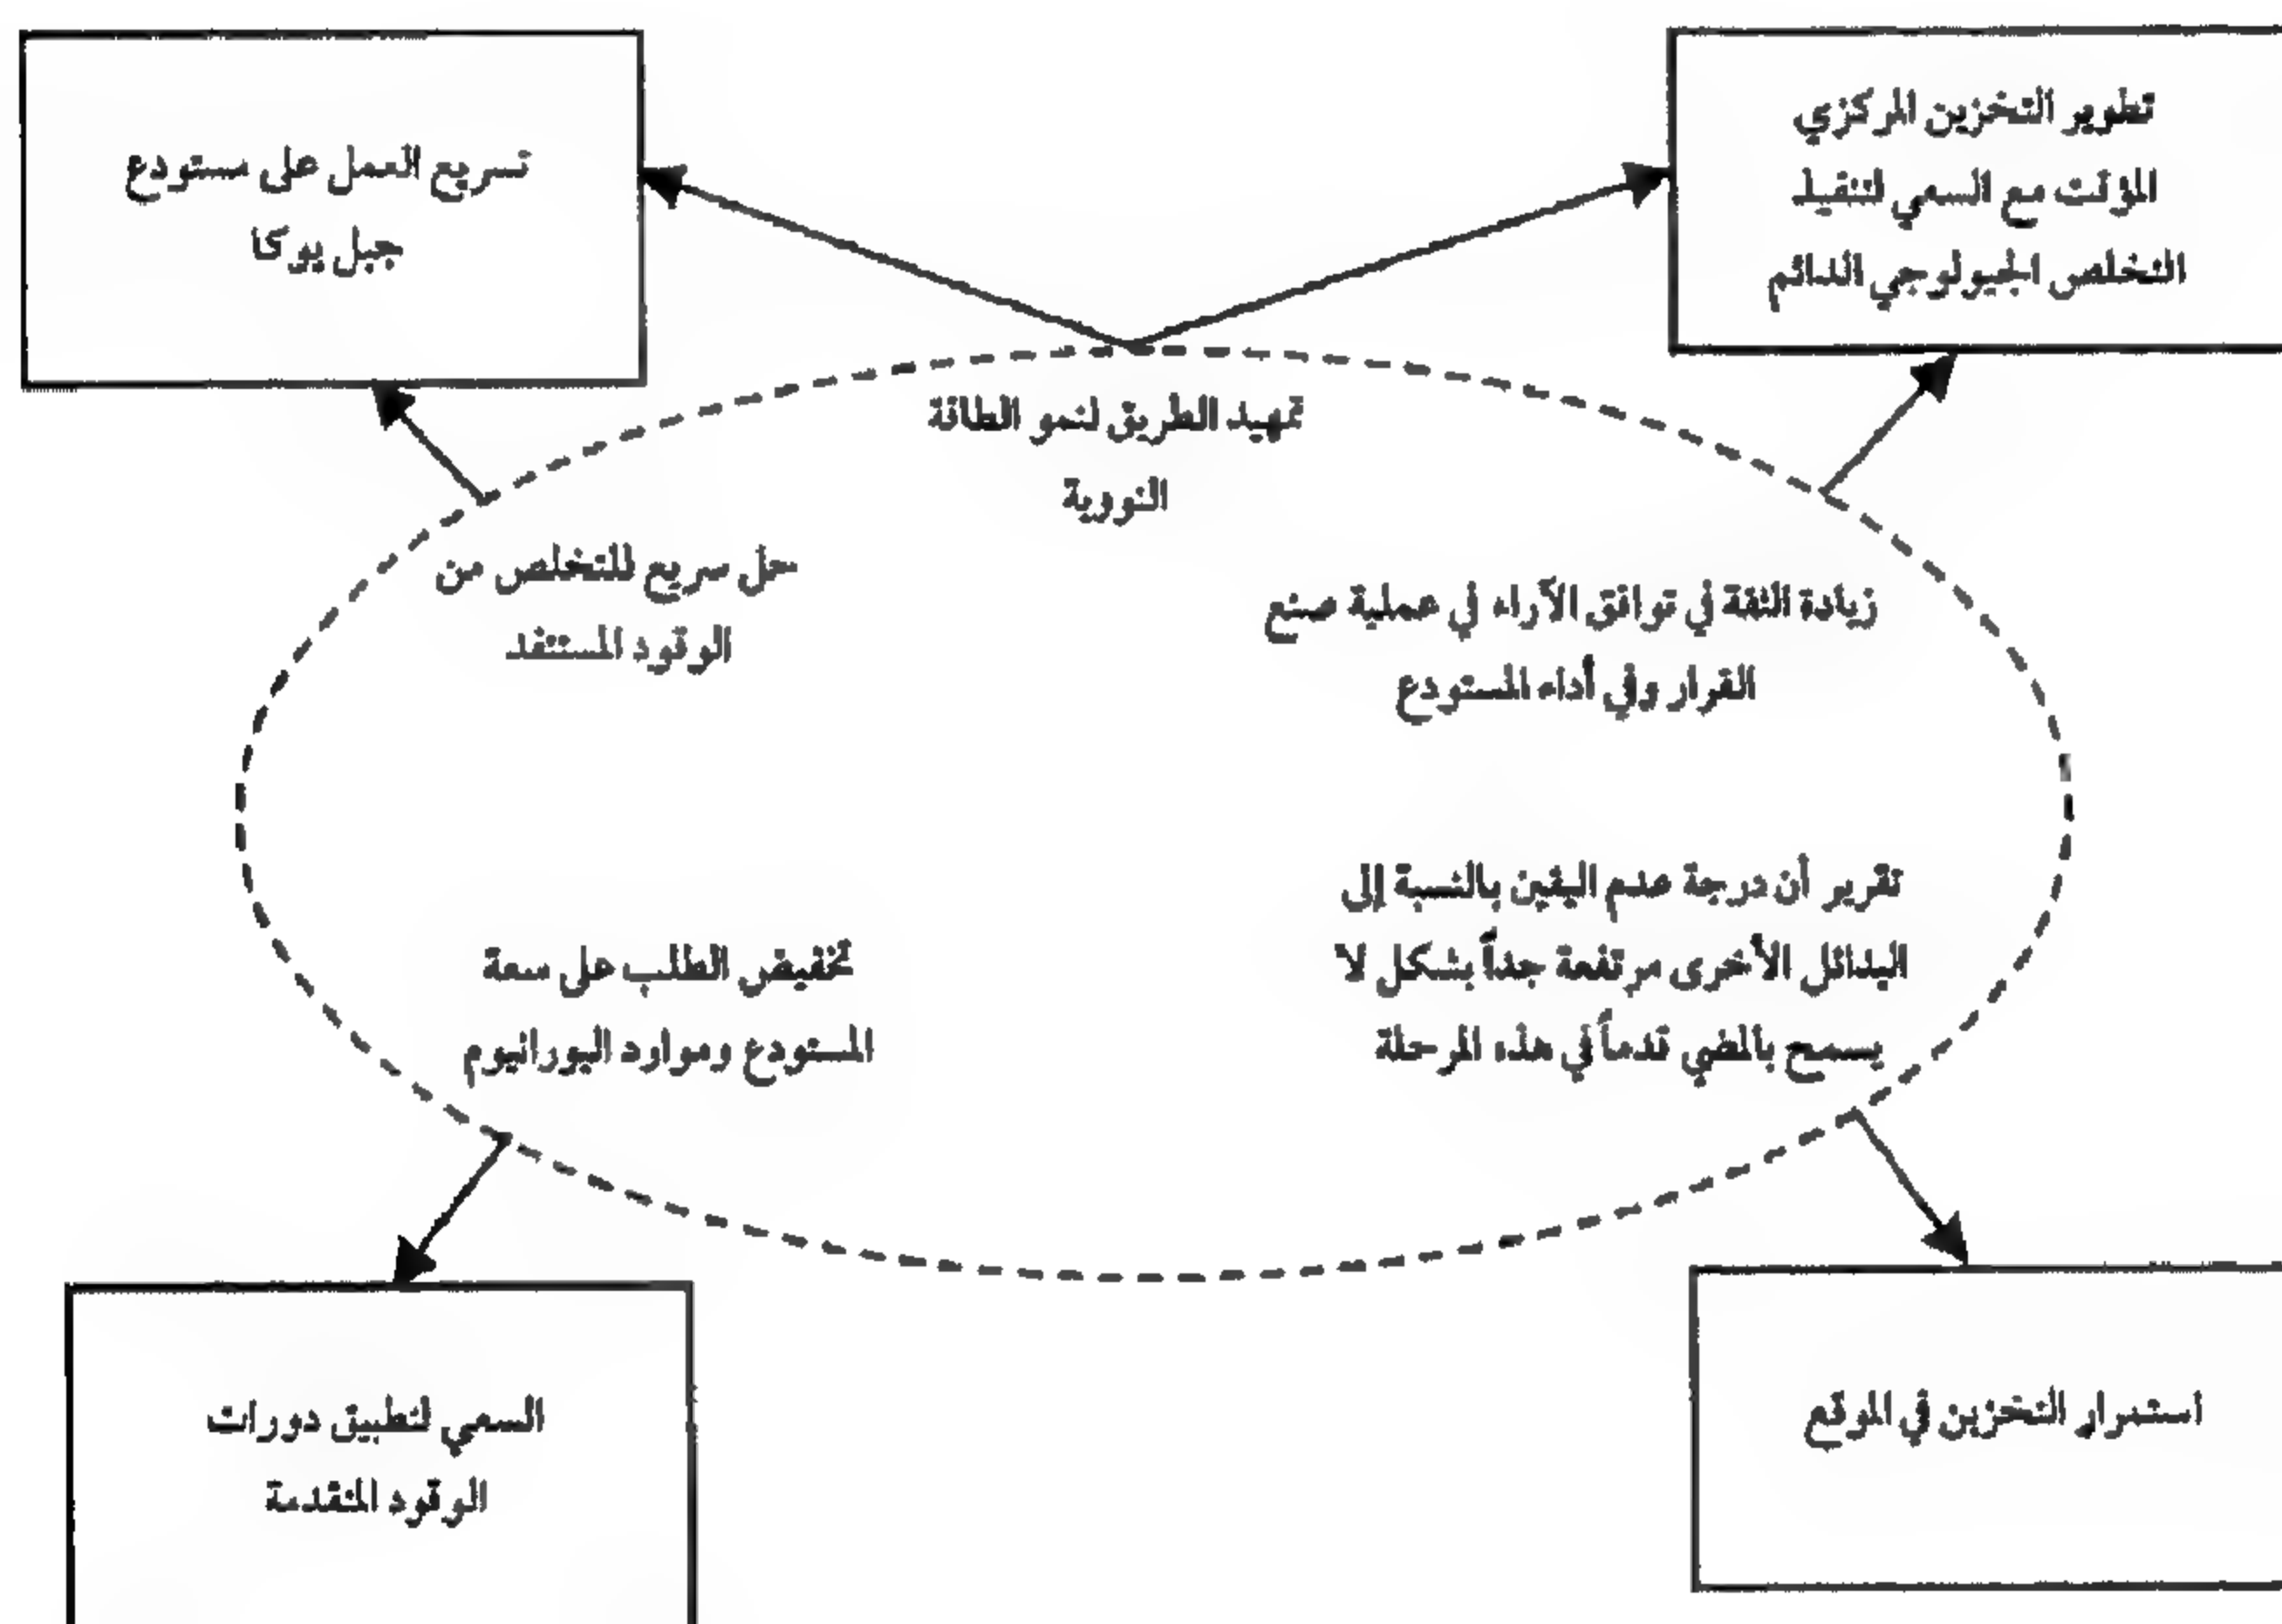 تطوير التخزين المركزي
المؤقت مع السعي لتنفيذ
التخلص الجيولوجي الدائم
تسريع العمل على مستودع
جبل يوكا
تمهيد الطريق لنمو الطاقة
النووية
زيادة الثقة في توافق الآراء في عملية صنع
القرار وفي أداء المستودع
حل سريع للتخلص من
الوقود المستنفد
تقرير أن درجة عدم اليقين بالنسبة إلى
البدائل الأخرى مرتفعة جداً بشكل لا
يسمح بالمضي قدماً في هذه المرحلة
تخفيض الطلب على سعة
المستودع وموارد اليورانيوم
استمرار التخزين في الموقع
السعي لتطبيق دورات
الوقود المتقدمة